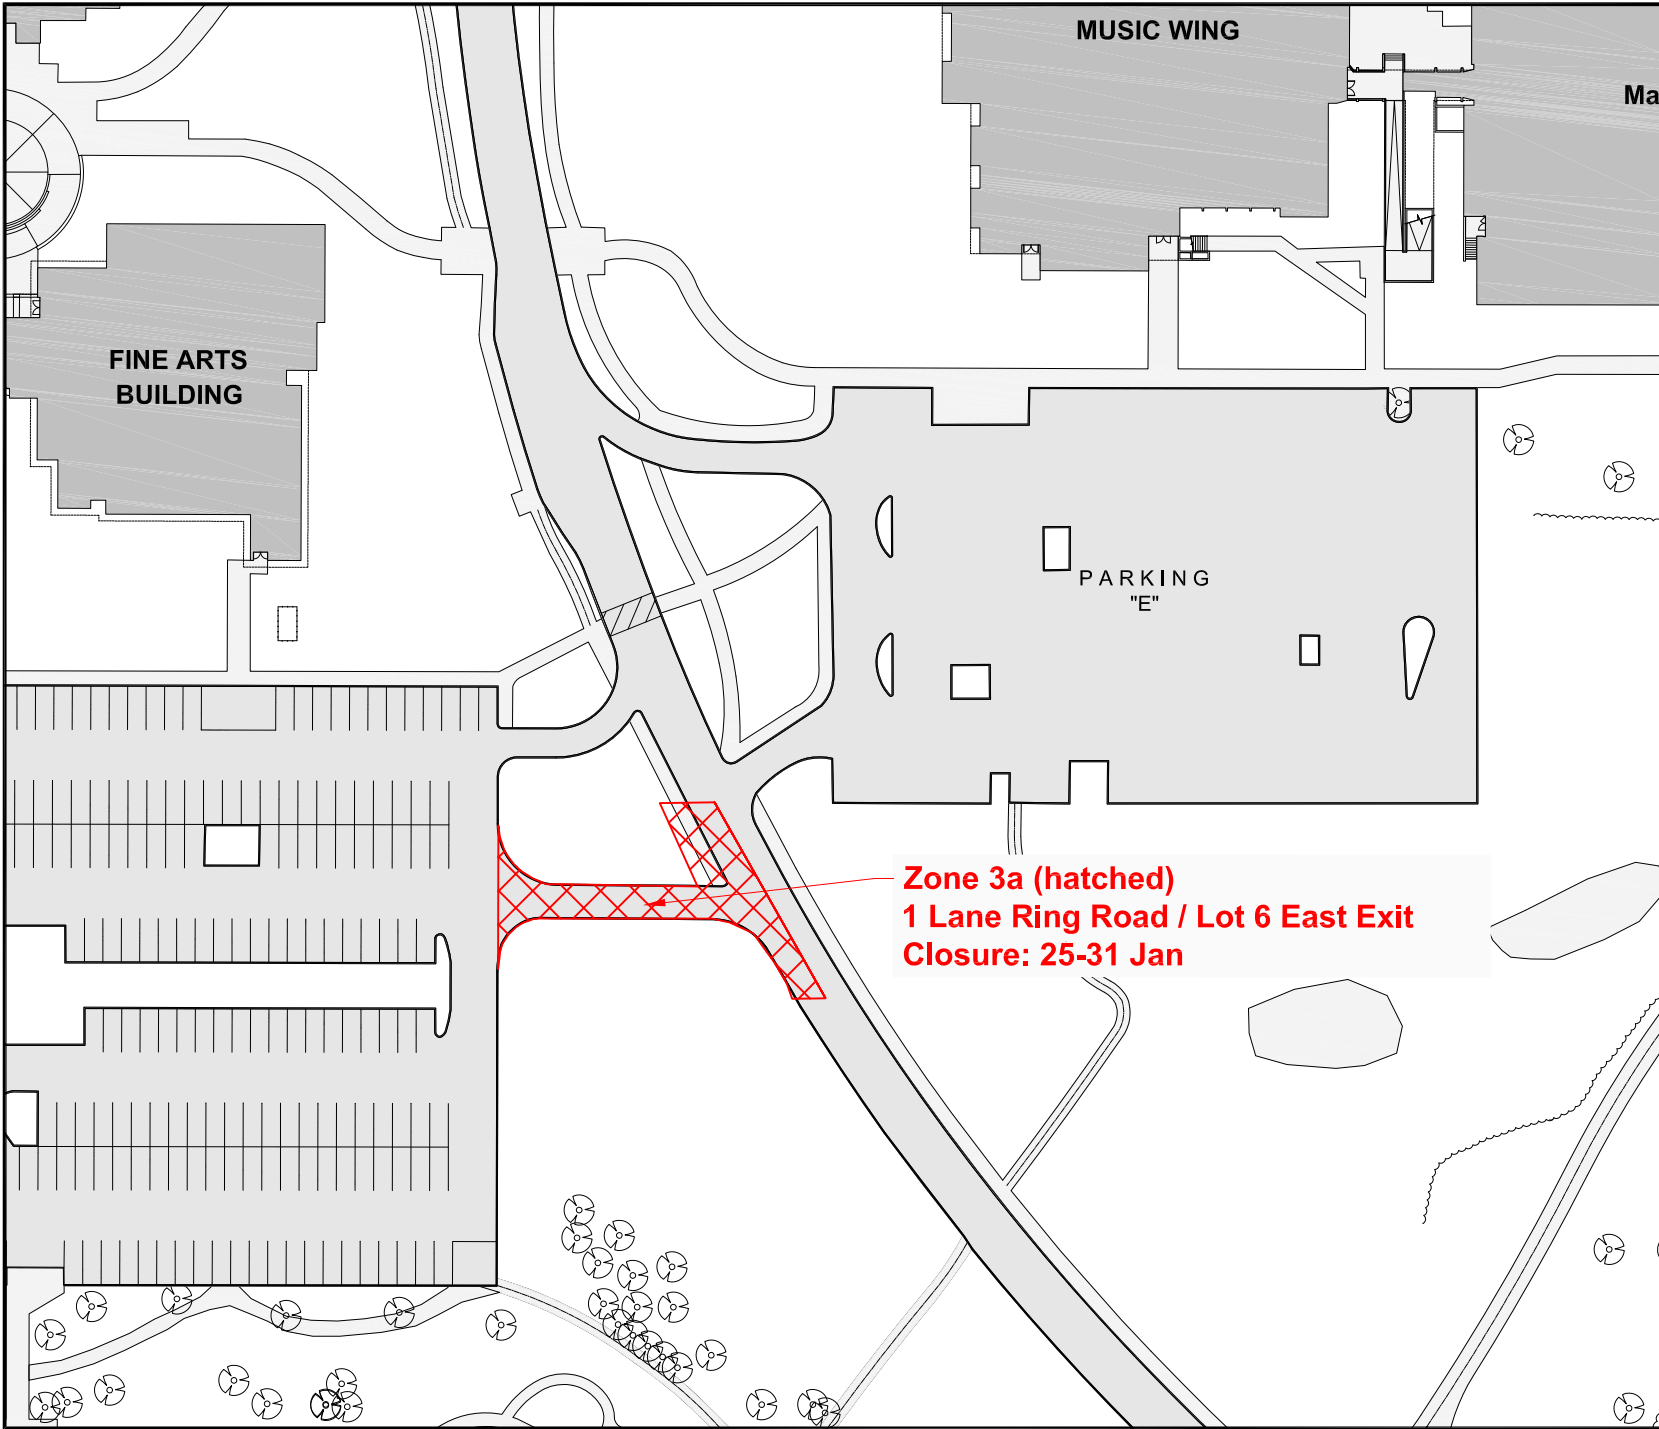 MUSIC WING
Ma
FINE ARTS
BUILDING
PARKING
"E"
Zone 3a (hatched)
1 Lane Ring Road / Lot 6 East Exit
Closure: 25-31 Jan